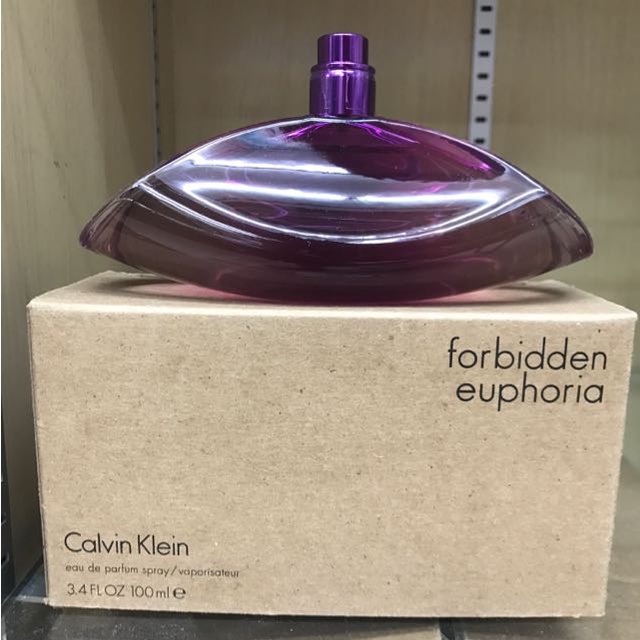 forbidden
euphoria
Calvin Klein
eau de parfum spray/vaporisateur
3.4 FL OZ 100 ml ℮